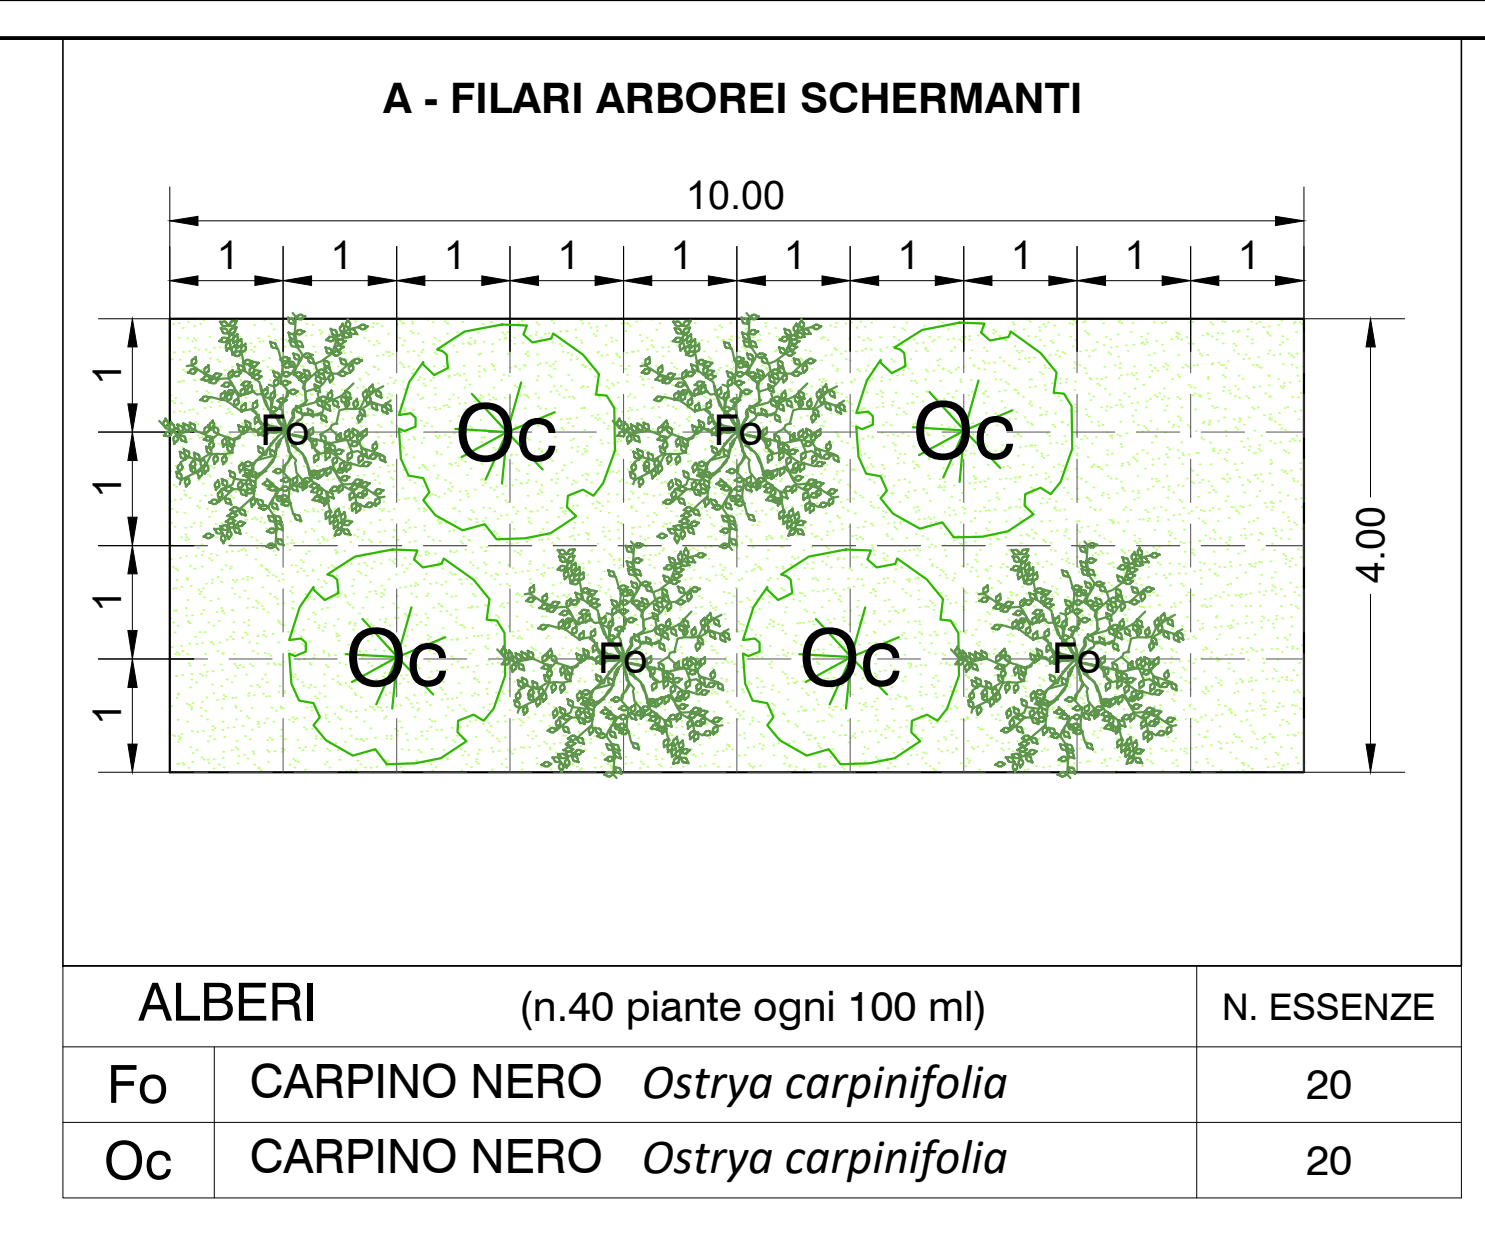 A - FILARI ARBOREI SCHERMANTI
10.00
1 1 1 1 1 1 1 1 1 1
1
Fo Oc Fo Oc
1
4.00
1
Oc Fo Oc Fo
1
ALBERI (n.40 piante ogni 100 ml) N. ESSENZE
Fo CARPINO NERO Ostrya carpinifolia 20
Oc CARPINO NERO Ostrya carpinifolia 20